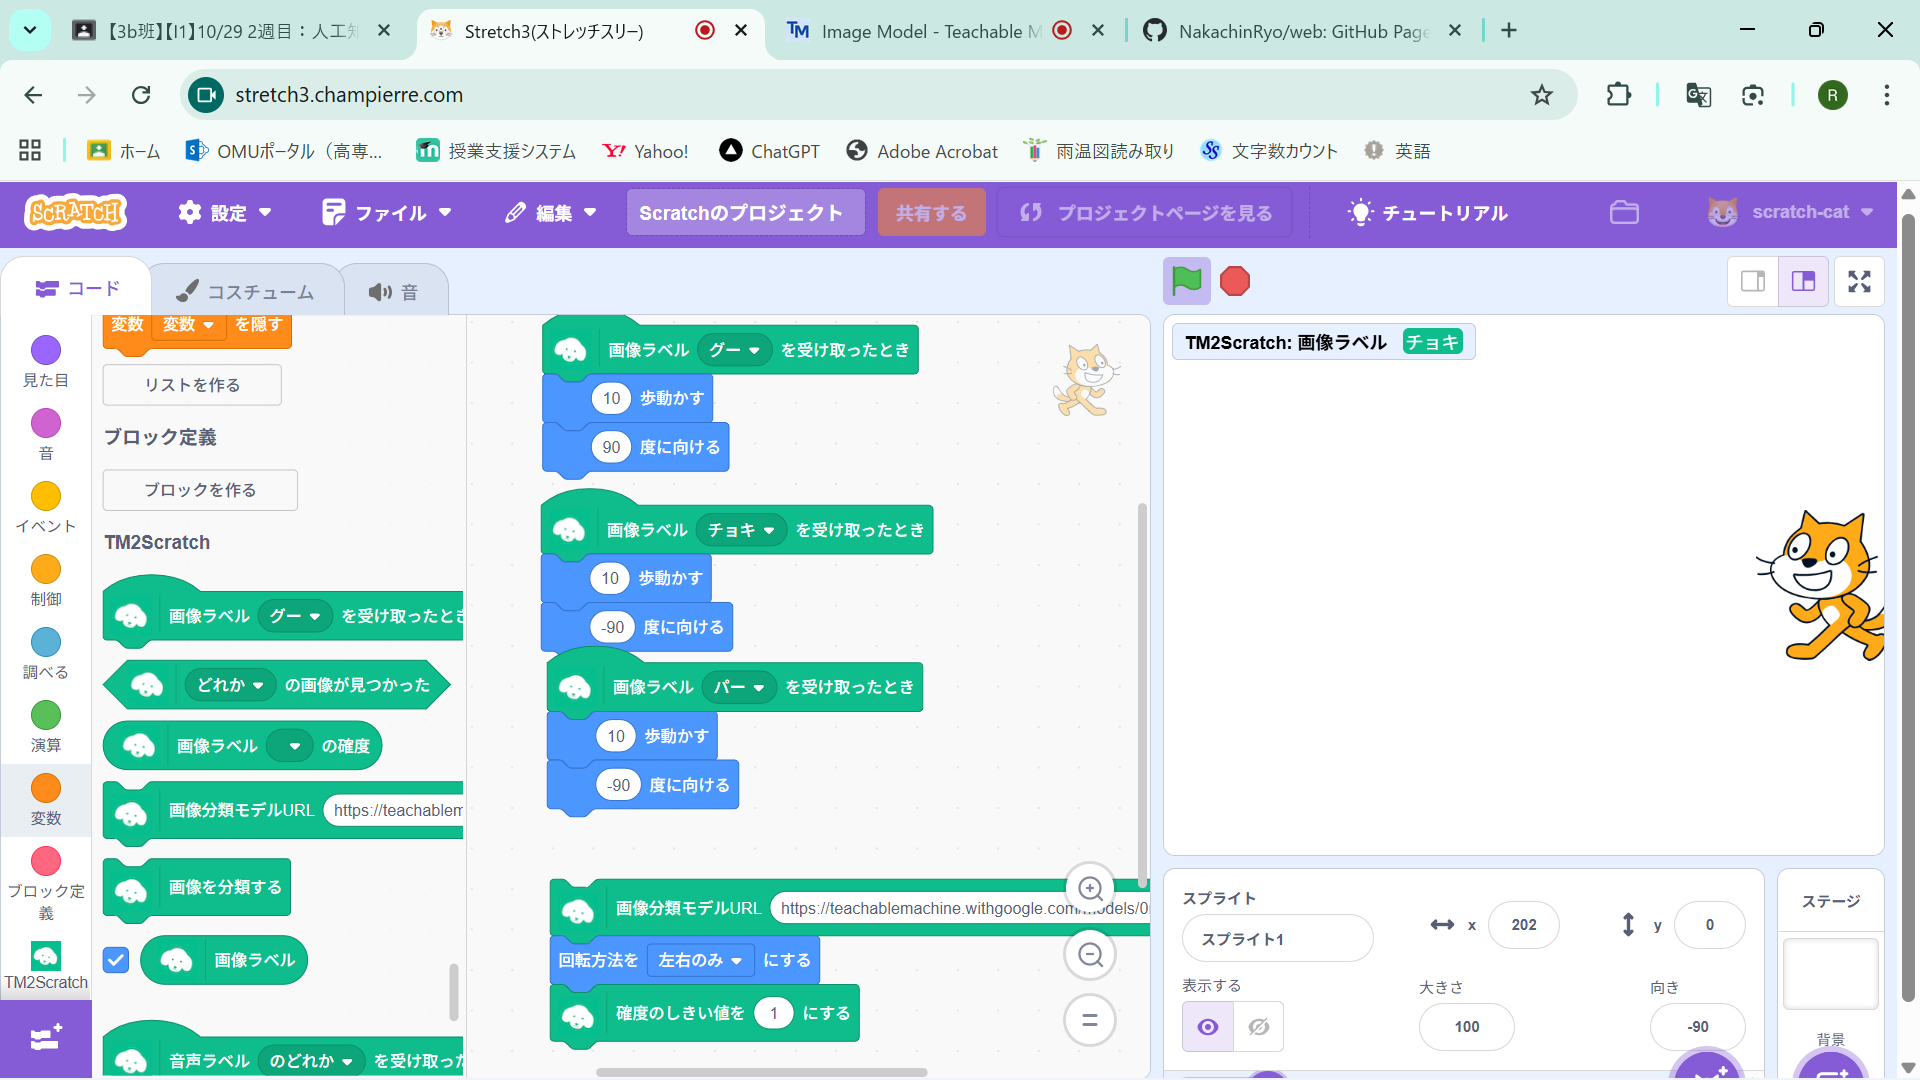 【3b班】【I1】10/29 2週目：人工知
Stretch3(ストレッチスリー)
Image Model - Teachable M
NakachinRyo/web: GitHub Page
stretch3.champierre.com
R
ホーム
OMUポータル（高専...
授業支援システム
Yahoo!
ChatGPT
Adobe Acrobat
雨温図読み取り
文字数カウント
英語
SCRATCH
設定
ファイル
編集
Scratchのプロジェクト
共有する
プロジェクトページを見る
チュートリアル
scratch-cat
コード
コスチューム
音
見た目
音
イベント
制御
調べる
演算
変数
ブロック定義
TM2Scratch
変数 変数 を隠す
リストを作る
ブロック定義
ブロックを作る
TM2Scratch
画像ラベル グー を受け取ったとき
どれか の画像が見つかった
画像ラベル の確度
画像分類モデルURL https://teachablem
画像を分類する
画像ラベル
音声ラベル のどれか を受け取った
画像ラベル グー を受け取ったとき
10 歩動かす
90 度に向ける
画像ラベル チョキ を受け取ったとき
10 歩動かす
-90 度に向ける
画像ラベル パー を受け取ったとき
10 歩動かす
-90 度に向ける
画像分類モデルURL https://teachablemachine.withgoogle.com/models/0
回転方法を 左右のみ にする
確度のしきい値を 1 にする
TM2Scratch: 画像ラベル チョキ
スプライト
スプライト1
x 202
y 0
表示する
大きさ
100
向き
-90
ステージ
背景